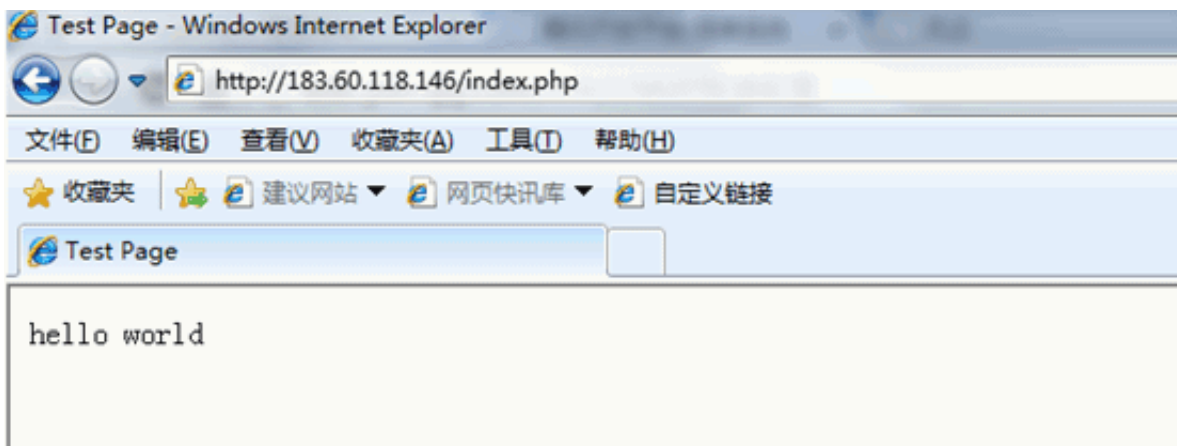 Test Page - Windows Internet Explorer
http://183.60.118.146/index.php
文件(F) 编辑(E) 查看(V) 收藏夹(A) 工具(T) 帮助(H)
收藏夹 建议网站 网页快讯库 自定义链接
Test Page
hello world